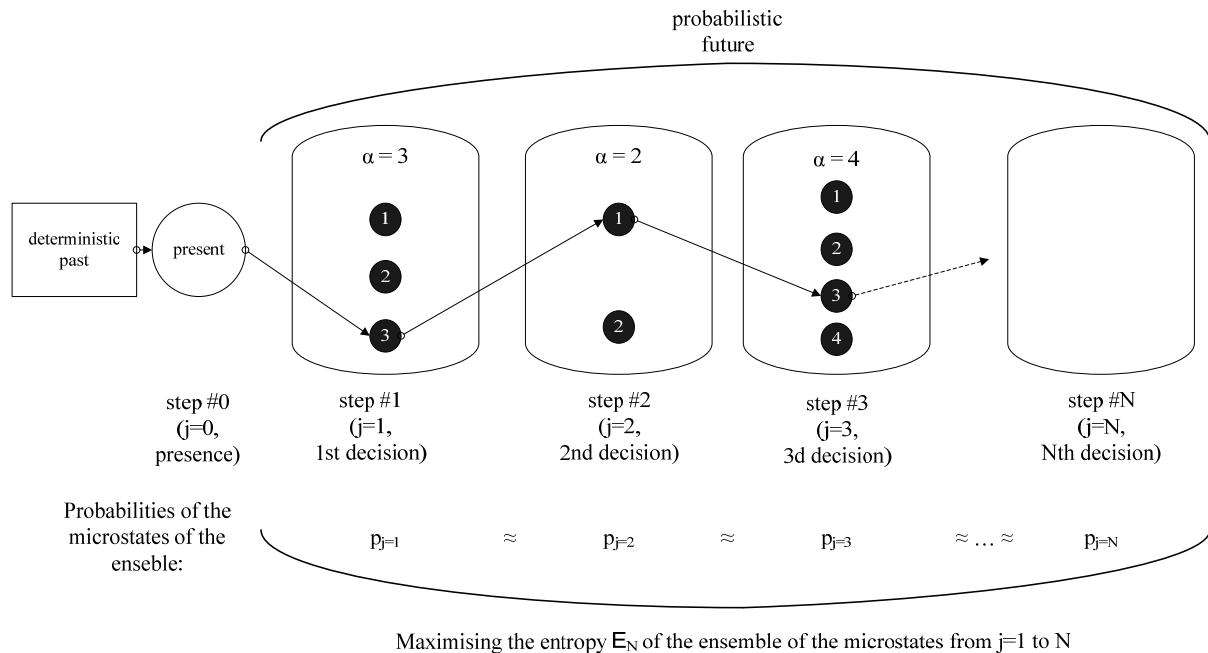 probabilistic
future
α = 3
α = 2
α = 4
1
2
3
1
2
1
2
3
4
deterministic
past
present
step #0
(j=0,
presence)
step #1
(j=1,
1st decision)
step #2
(j=2,
2nd decision)
step #3
(j=3,
3d decision)
step #N
(j=N,
Nth decision)
Probabilities of the
microstates of the
enseble:
pj=1 ≈ pj=2 ≈ pj=3 ≈ ... ≈ pj=N
Maximising the entropy EN of the ensemble of the microstates from j=1 to N